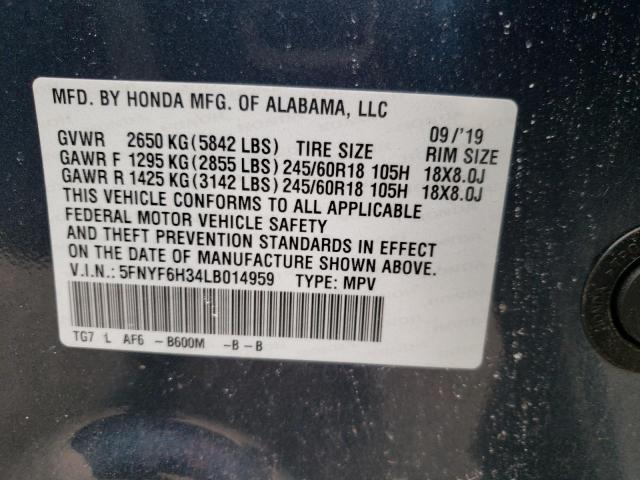 MFD. BY HONDA MFG. OF ALABAMA, LLC
09/'19
GVWR 2650 KG(5842 LBS) TIRE SIZE RIM SIZE
GAWR F 1295 KG(2855 LBS)245/60R18 105H 18X8.0J
GAWR R 1425 KG(3142 LBS)245/60R18 105H 18X8.0J
THIS VEHICLE CONFORMS TO ALL APPLICABLE
FEDERAL MOTOR VEHICLE SAFETY
AND THEFT PREVENTION STANDARDS IN EFFECT
ON THE DATE OF MANUFACTURE SHOWN ABOVE.
V.I.N.:5FNYF6H34LB014959 TYPE: MPV
TG7 L AF6 -B600M -B-B